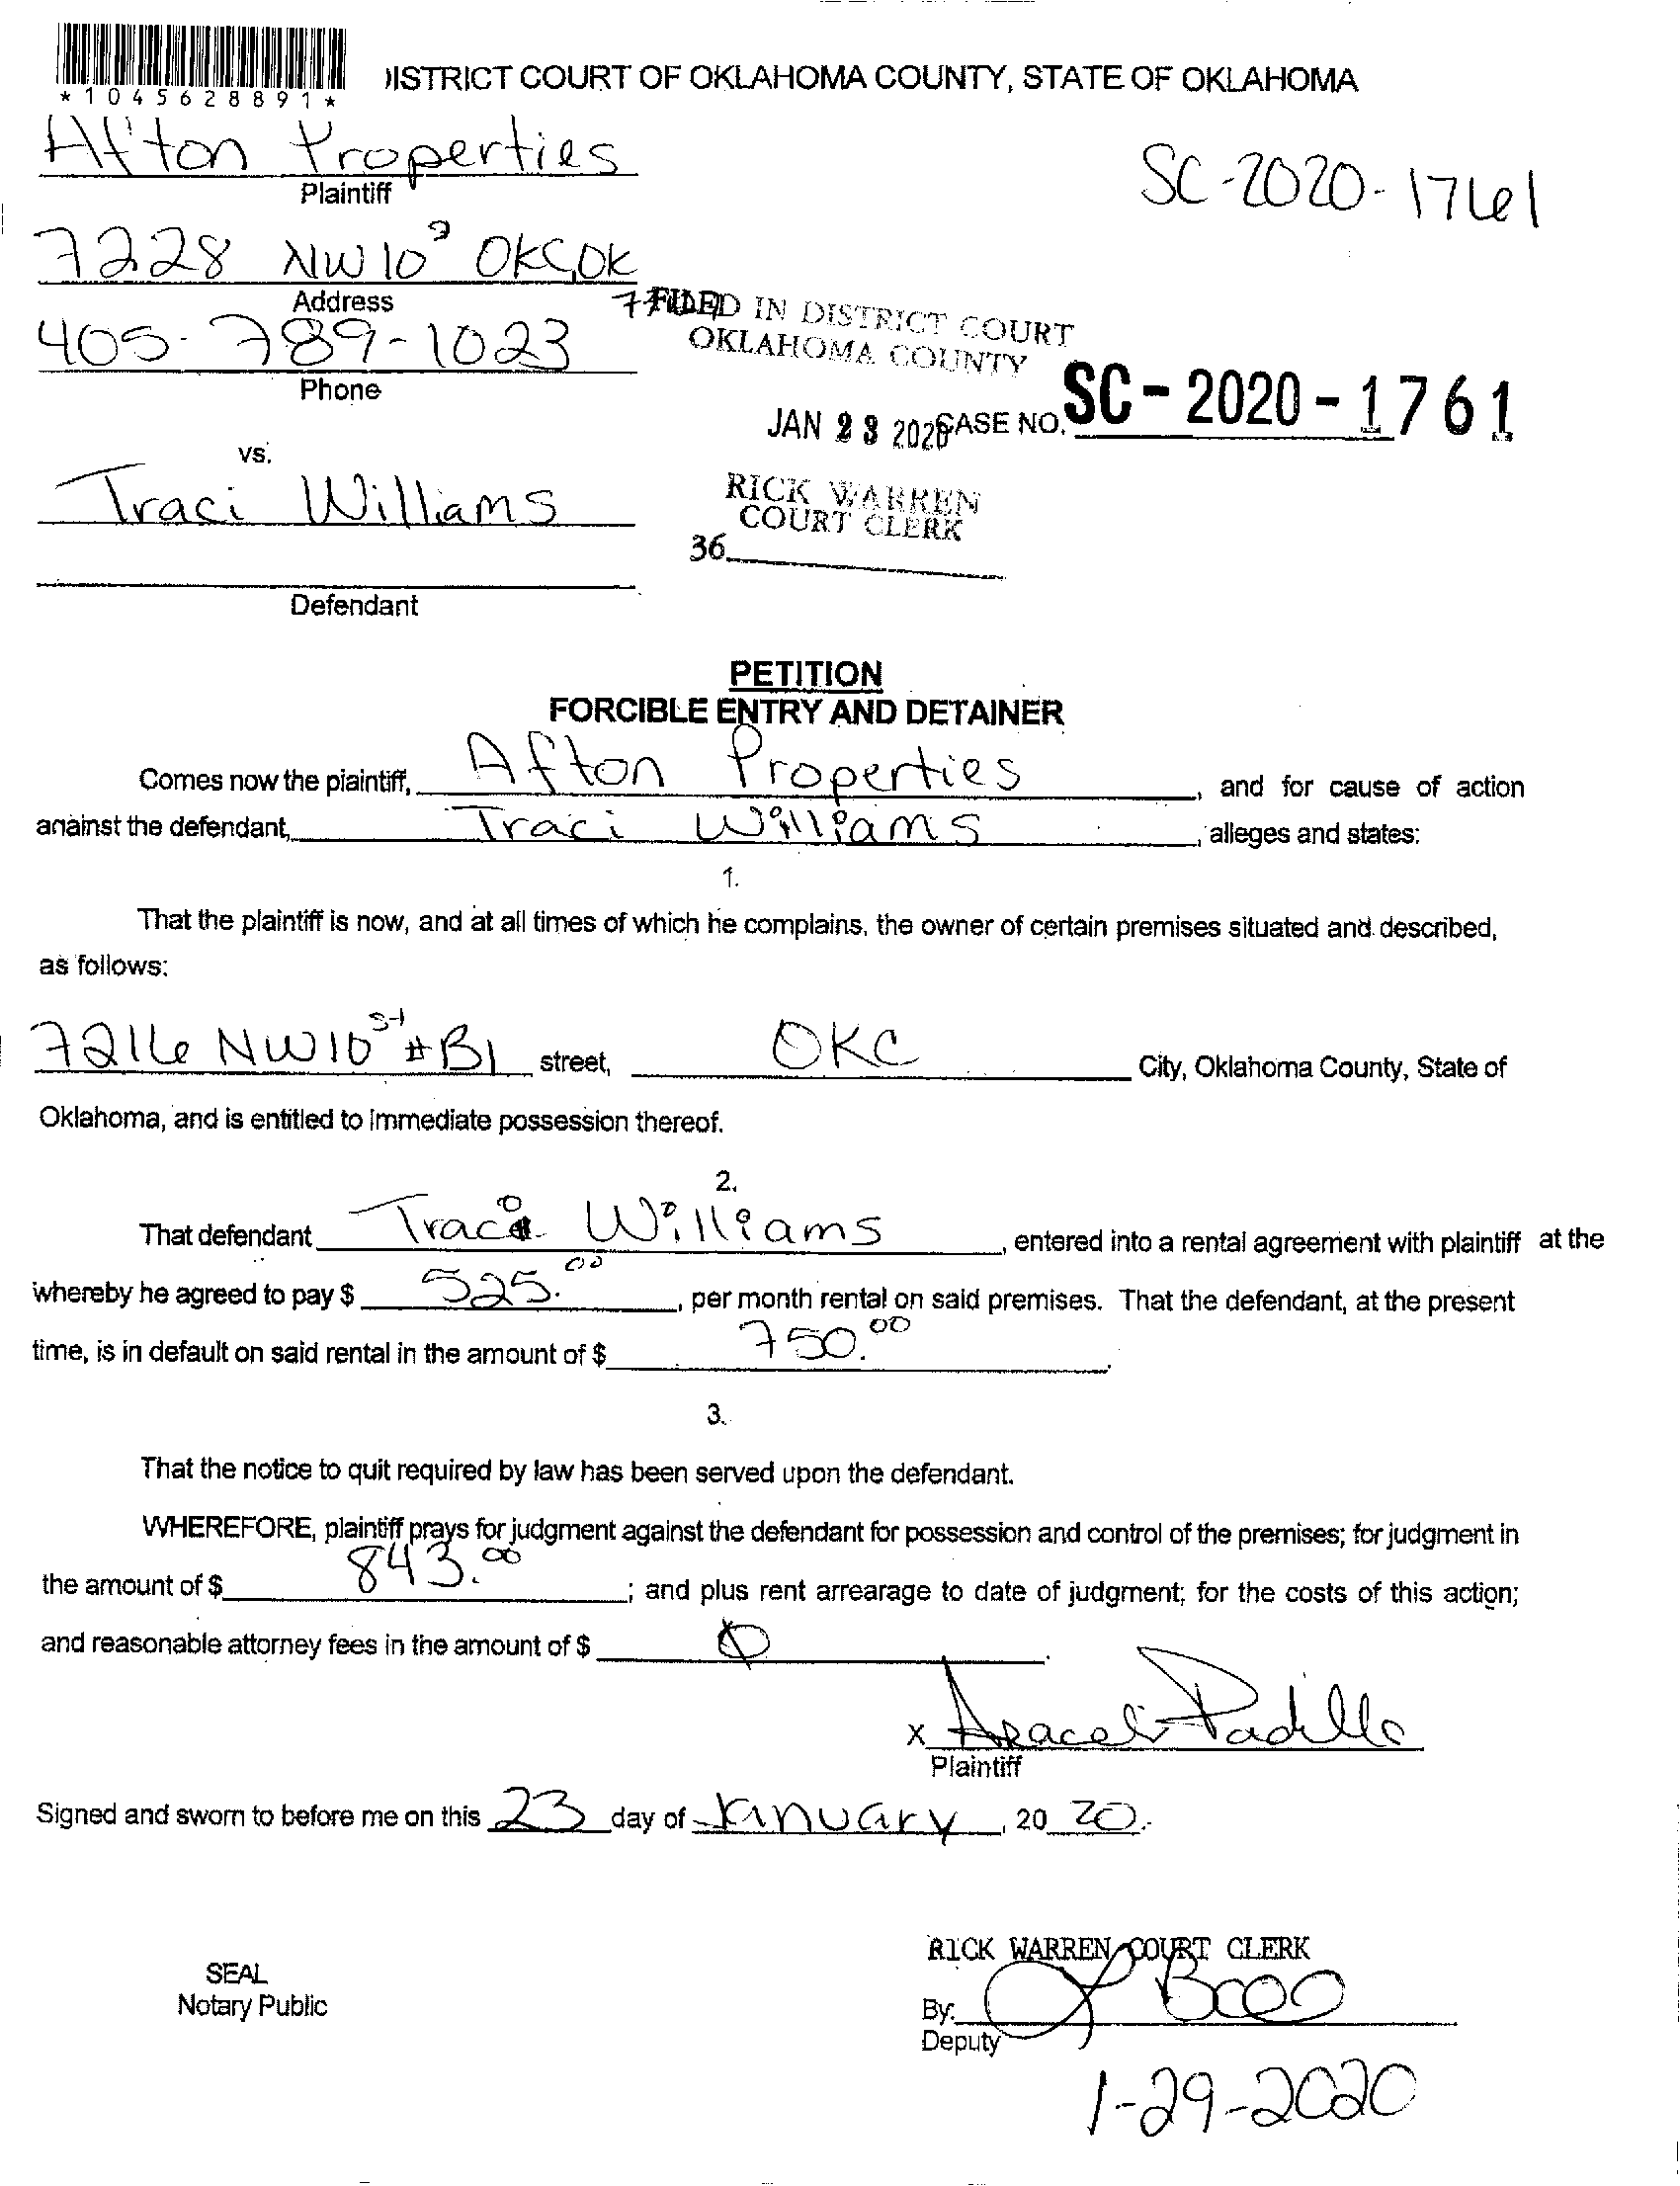 *1045628891*
DISTRICT COURT OF OKLAHOMA COUNTY, STATE OF OKLAHOMA
Afton Properties
Plaintiff
SC-2020-1761
7228 NW 10 OKC, OK
Address
FILED IN DISTRICT COURT
OKLAHOMA COUNTY
405-789-1023
Phone
JAN 23 2020 CASE NO. SC-2020-1761
vs.
Traci Williams
RICK WARREN
COURT CLERK
36
Defendant
PETITION
FORCIBLE ENTRY AND DETAINER
Comes now the plaintiff, Afton Properties, and for cause of action
against the defendant, Traci Williams, alleges and states:
1.
That the plaintiff is now, and at all times of which he complains, the owner of certain premises situated and described,
as follows:
7216 NW 10 st #B1 street, OKC City, Oklahoma County, State of
Oklahoma, and is entitled to immediate possession thereof.
2.
That defendant Traci Williams, entered into a rental agreement with plaintiff at the
whereby he agreed to pay $ 525.00, per month rental on said premises. That the defendant, at the present
time, is in default on said rental in the amount of $ 750.00.
3.
That the notice to quit required by law has been served upon the defendant.
WHEREFORE, plaintiff prays for judgment against the defendant for possession and control of the premises; for judgment in
the amount of $ 843.00; and plus rent arrearage to date of judgment; for the costs of this action;
and reasonable attorney fees in the amount of $ 0.
X Araceli Padilla
Plaintiff
Signed and sworn to before me on this 23 day of January, 20 20.
RICK WARREN COURT CLERK
SEAL
Notary Public
By:
Deputy
1-29-2020